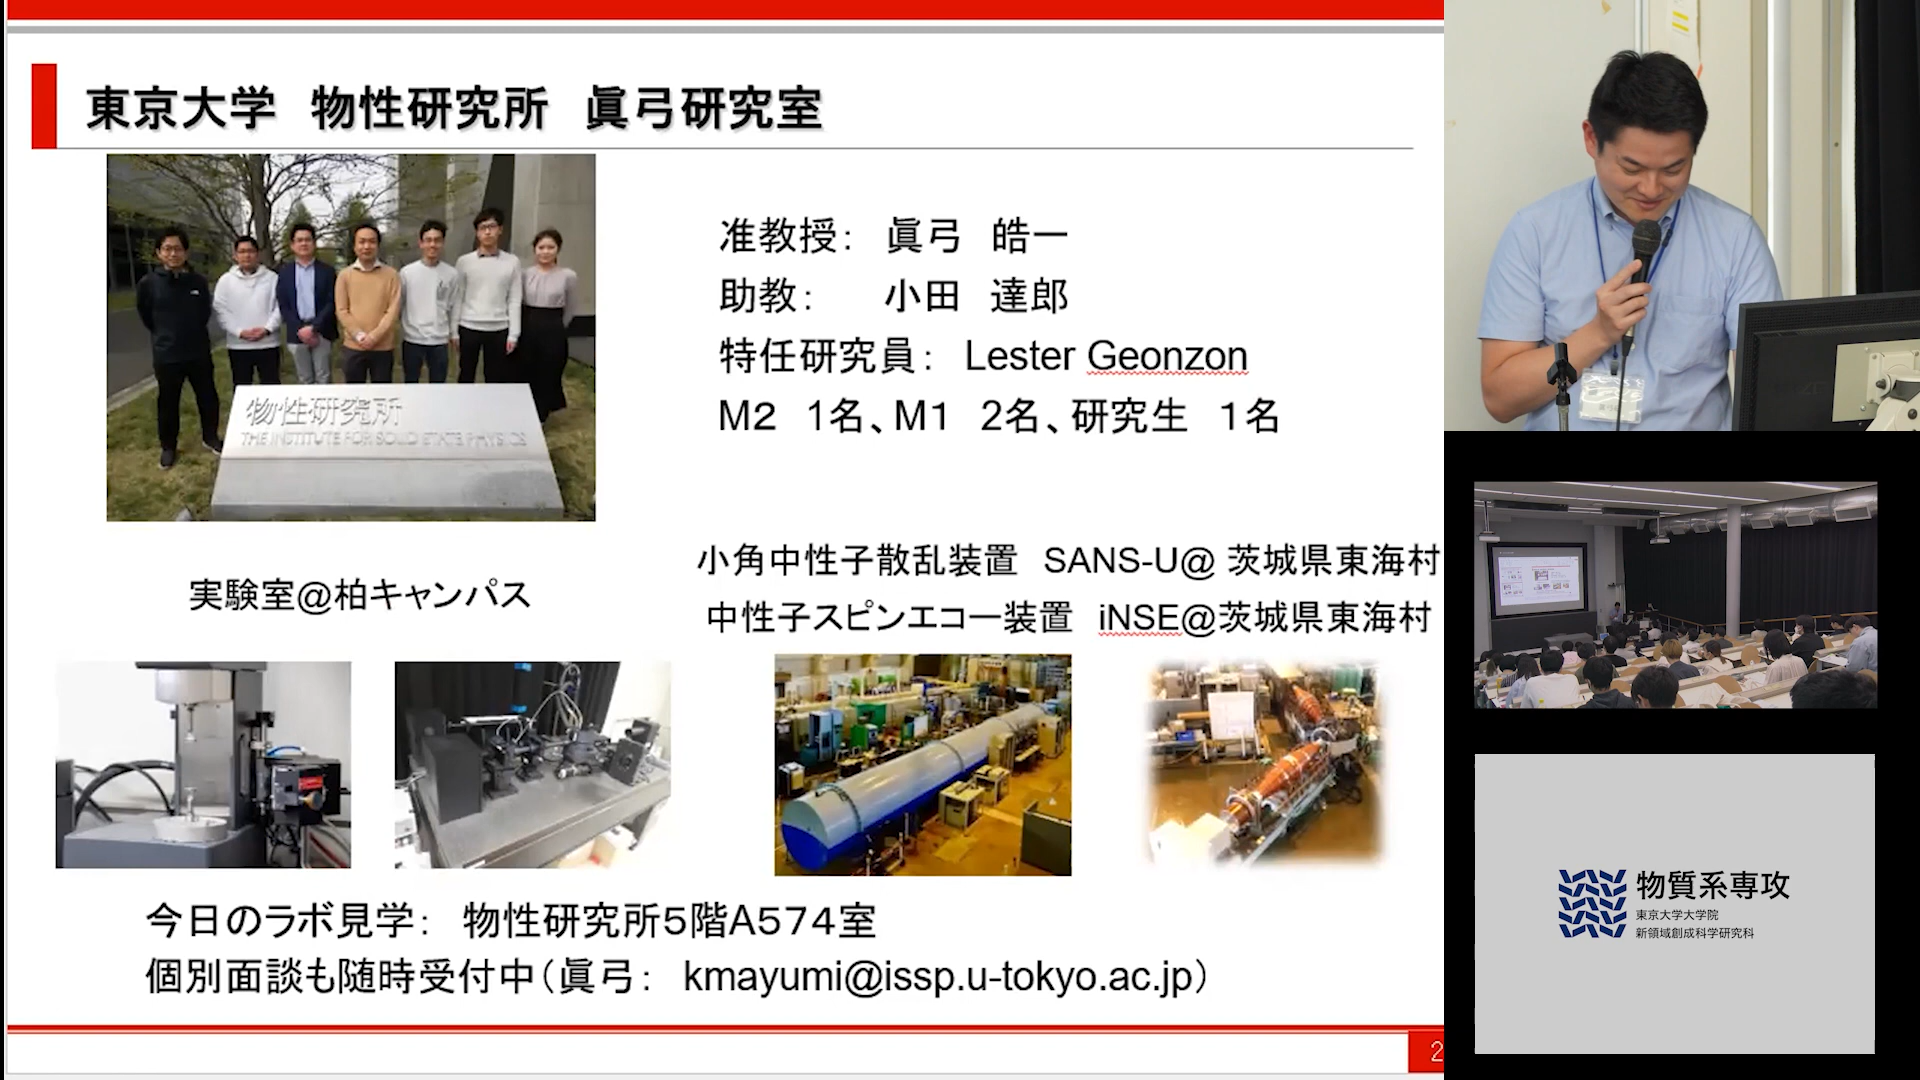 東京大学　物性研究所　眞弓研究室
物性研究所
THE INSTITUTE FOR SOLID STATE PHYSICS
准教授：　眞弓　皓一
助教：　　小田　達郎
特任研究員：　Lester Geonzon
M2　1名、M1　2名、研究生　1名
実験室@柏キャンパス
小角中性子散乱装置　SANS-U@ 茨城県東海村
中性子スピンエコー装置　iNSE@茨城県東海村
今日のラボ見学：　物性研究所5階A574室
個別面談も随時受付中（眞弓：　kmayumi@issp.u-tokyo.ac.jp）
2
物質系専攻
東京大学大学院
新領域創成科学研究科